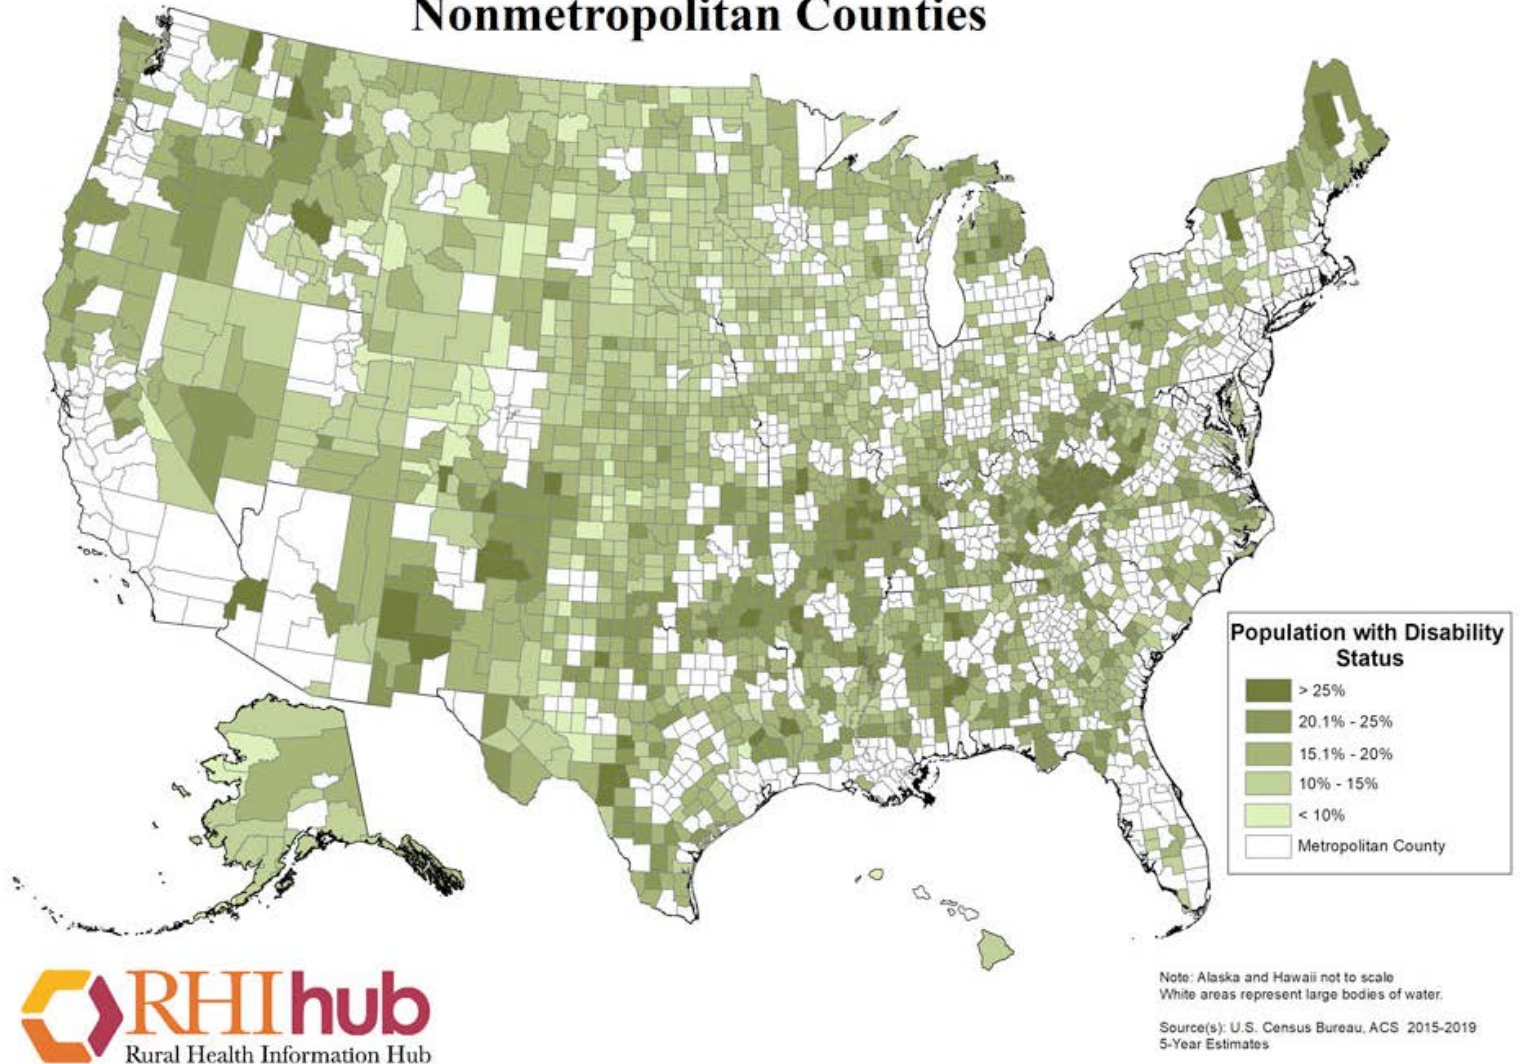 Nonmetropolitan Counties
Population with Disability
Status
> 25%
20.1% - 25%
15.1% - 20%
10% - 15%
< 10%
Metropolitan County
RHIhub
Rural Health Information Hub
Note: Alaska and Hawaii not to scale
White areas represent large bodies of water.
Source(s): U.S. Census Bureau, ACS 2015-2019
5-Year Estimates